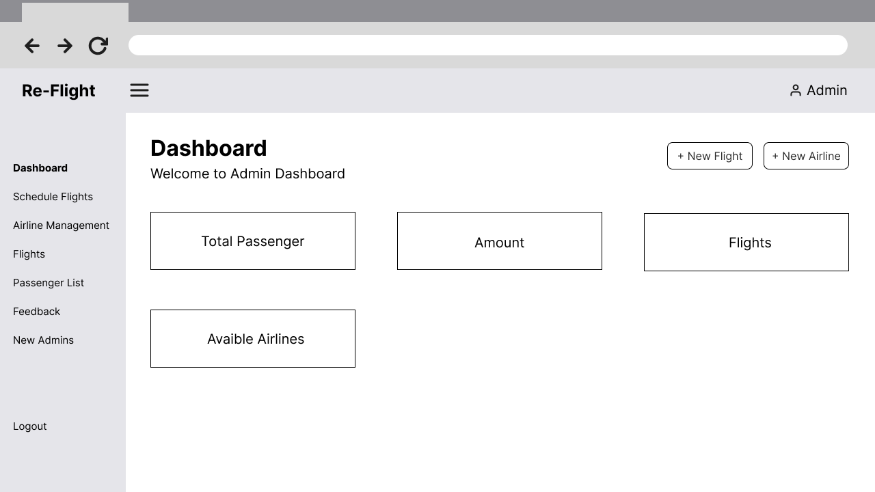 Re-Flight
Admin
Dashboard
Welcome to Admin Dashboard
+ New Flight
+ New Airline
Dashboard
Schedule Flights
Airline Management
Flights
Passenger List
Feedback
New Admins
Logout
Total Passenger
Amount
Flights
Avaible Airlines